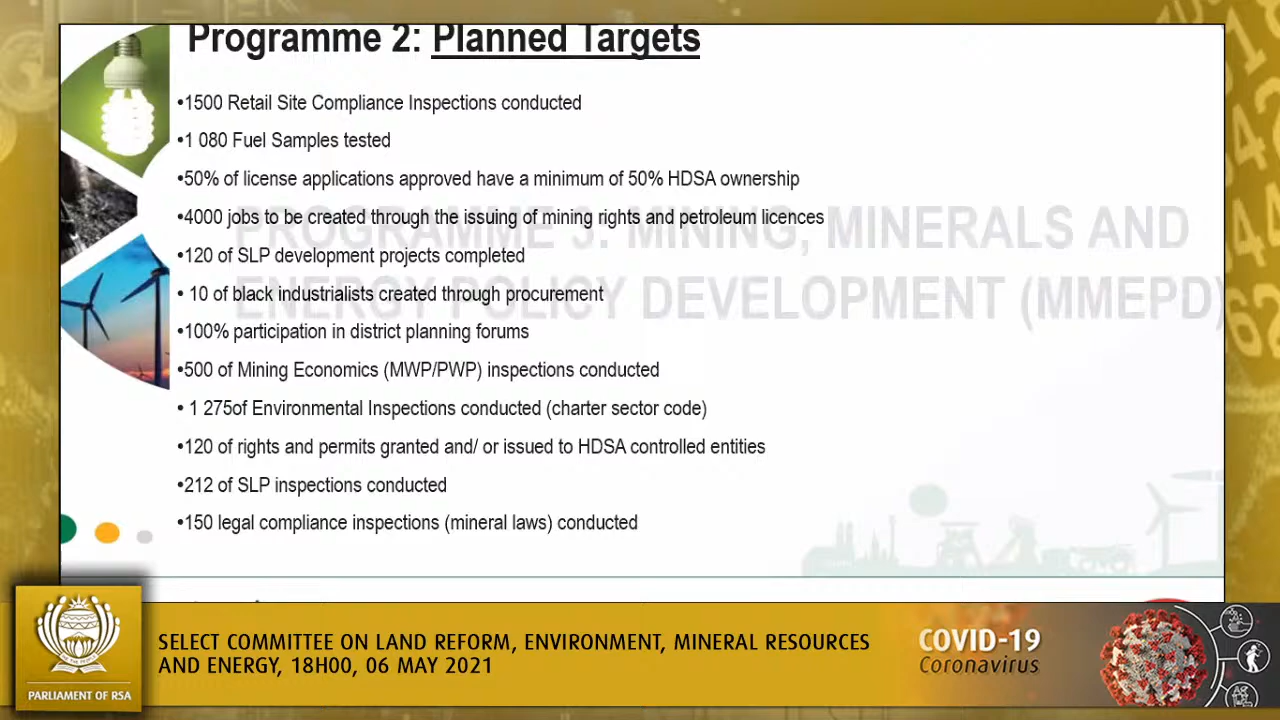 Programme 2: Planned Targets
•1500 Retail Site Compliance Inspections conducted
•1 080 Fuel Samples tested
•50% of license applications approved have a minimum of 50% HDSA ownership
•4000 jobs to be created through the issuing of mining rights and petroleum licences
PROGRAMME 3: MINING, MINERALS AND
•120 of SLP development projects completed
• 10 of black industrialists created through procurement
ENERGY POLICY DEVELOPMENT (MMEPD)
•100% participation in district planning forums
•500 of Mining Economics (MWP/PWP) inspections conducted
• 1 275of Environmental Inspections conducted (charter sector code)
•120 of rights and permits granted and/ or issued to HDSA controlled entities
•212 of SLP inspections conducted
•150 legal compliance inspections (mineral laws) conducted
SELECT COMMITTEE ON LAND REFORM, ENVIRONMENT, MINERAL RESOURCES
AND ENERGY, 18H00, 06 MAY 2021
PARLIAMENT OF RSA
COVID-19
Coronavirus